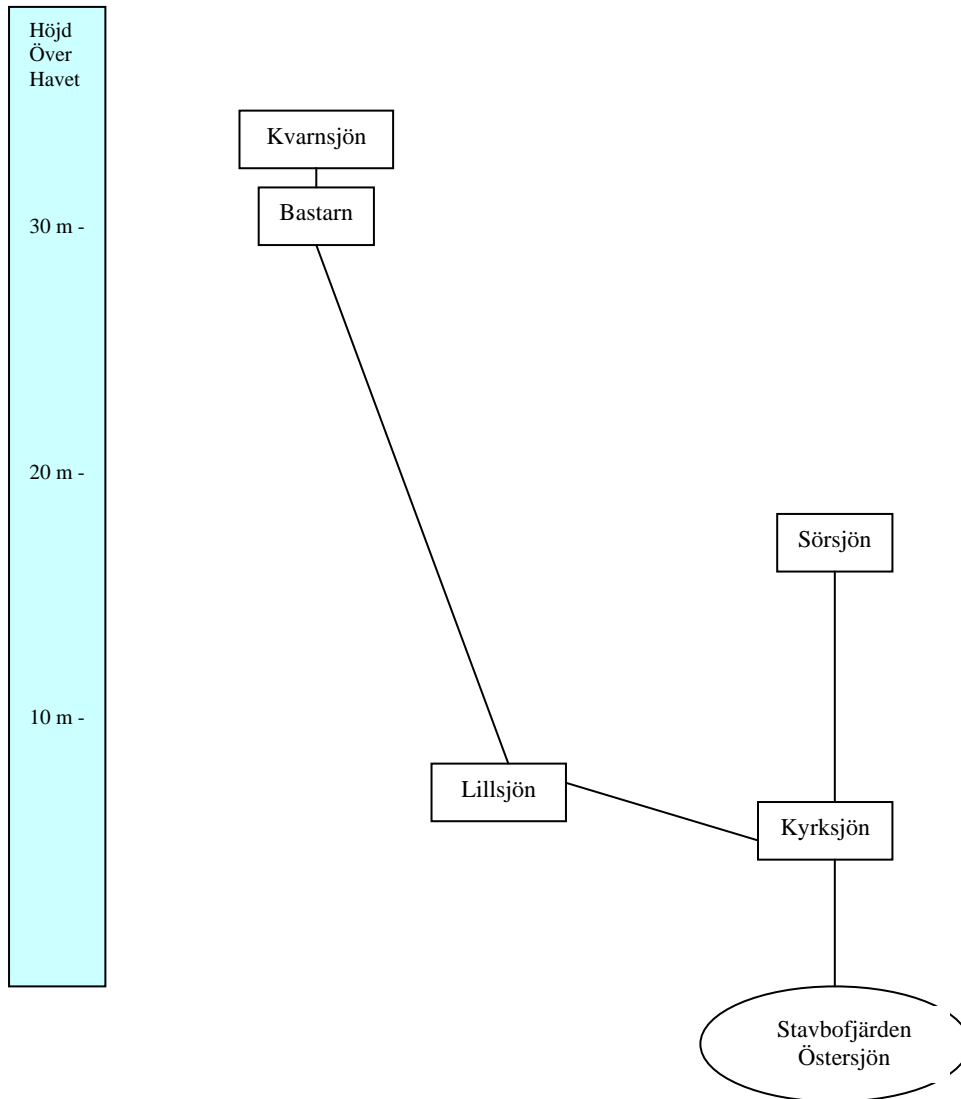 Höjd
Över
Havet
Kvarnsjön
Bastarn
30 m -
20 m -
Sörsjön
10 m -
Lillsjön
Kyrksjön
Stavbofjärden
Östersjön